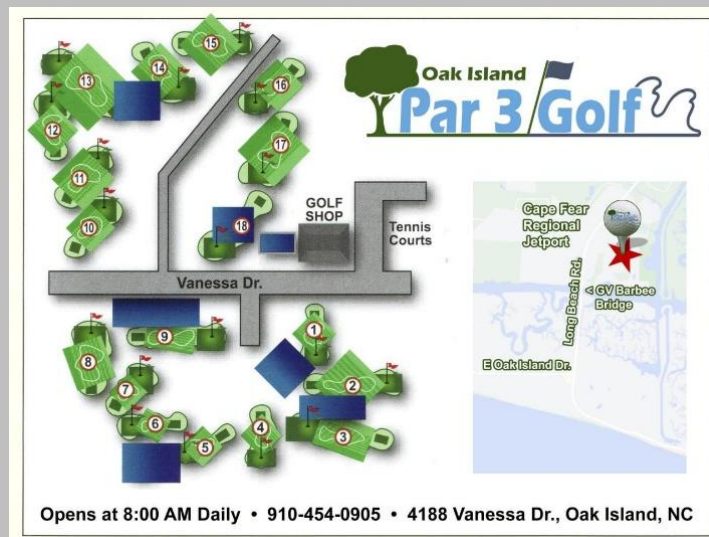 Oak Island
Par 3 Golf
15
14
13
16
12
17
11
10
18
GOLF
SHOP
Tennis
Courts
Vanessa Dr.
Cape Fear
Regional
Jetport
Long Beach Rd.
< GV Barbee
Bridge
E Oak Island Dr.
1
9
8
2
7
6
5
4
3
Opens at 8:00 AM Daily • 910-454-0905 • 4188 Vanessa Dr., Oak Island, NC